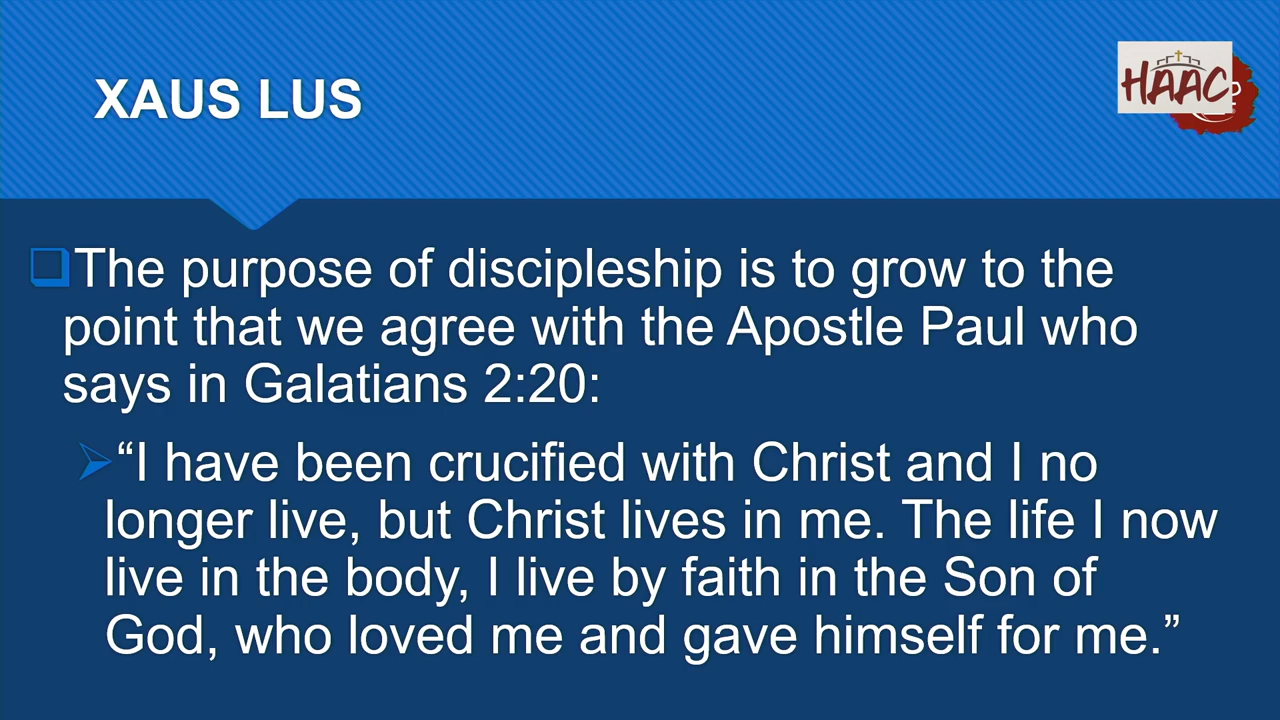 XAUS LUS
HAAC
The purpose of discipleship is to grow to the
point that we agree with the Apostle Paul who
says in Galatians 2:20:
“I have been crucified with Christ and I no
longer live, but Christ lives in me. The life I now
live in the body, I live by faith in the Son of
God, who loved me and gave himself for me.”